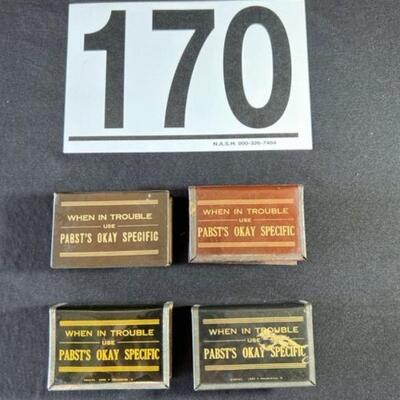 170
N.A.S.H. 800-326-7484
WHEN IN TROUBLE
USE
PABST'S OKAY SPECIFIC
WHEN IN TROUBLE
USE
PABST'S OKAY SPECIFIC
WHEN IN TROUBLE
USE
PABST'S OKAY SPECIFIC
WHEN IN TROUBLE
USE
PABST'S OKAY SPECIFIC